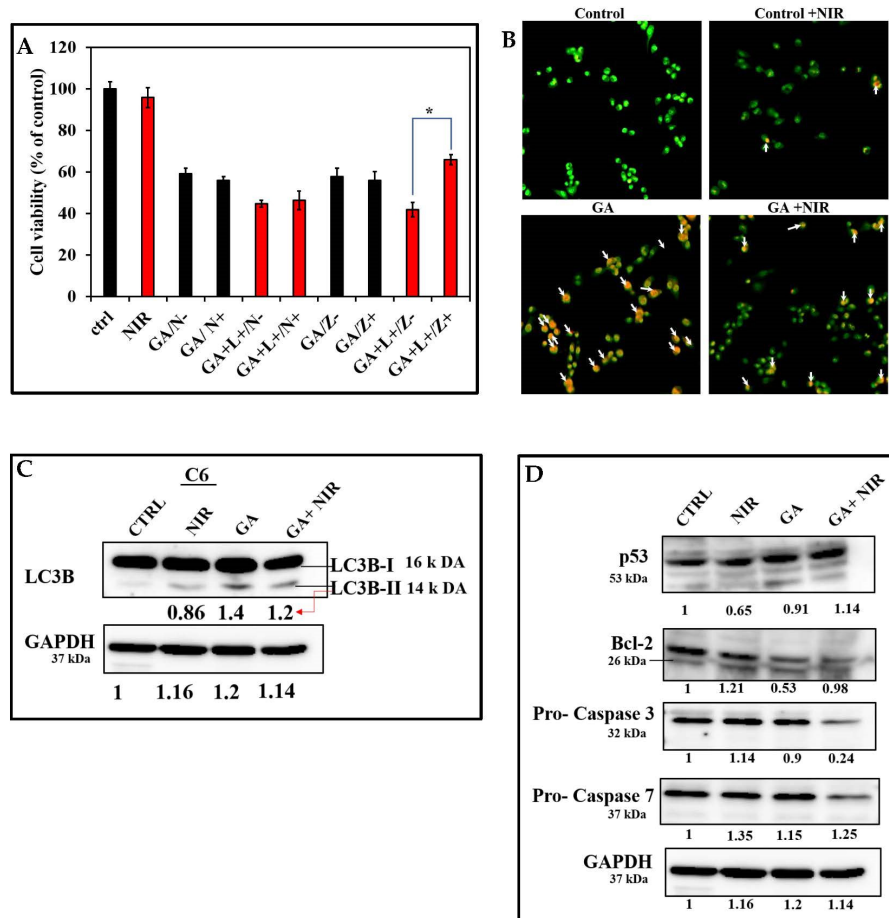 A
Cell viability (% of control)
120
100
80
60
40
20
0
*
ctrl
NIR
GA/N-
GA/ N+
GA+L+/N-
GA+L+/N+
GA/Z-
GA/Z+
GA+L+/Z-
GA+L+/Z+
B
Control
Control +NIR
GA
GA +NIR
C
C6
CTRL
NIR
GA
GA+ NIR
LC3B
LC3B-I 16 k DA
LC3B-II 14 k DA
0.86 1.4 1.2
GAPDH
37 kDa
1 1.16 1.2 1.14
D
CTRL
NIR
GA
GA+ NIR
p53
53 kDa
1 0.65 0.91 1.14
Bcl-2
26 kDa
1 1.21 0.53 0.98
Pro- Caspase 3
32 kDa
1 1.14 0.9 0.24
Pro- Caspase 7
37 kDa
1 1.35 1.15 1.25
GAPDH
37 kDa
1 1.16 1.2 1.14